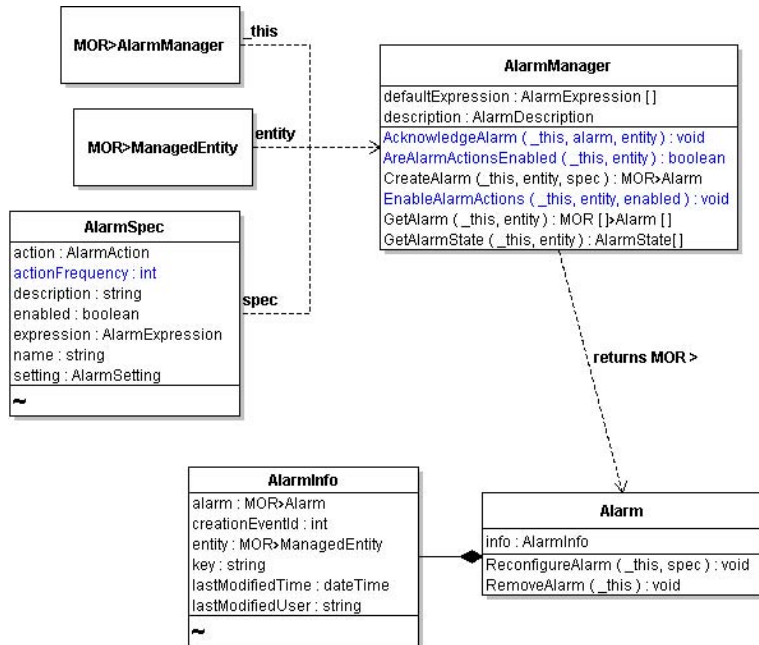 MOR>AlarmManager
_this
MOR>ManagedEntity
entity
AlarmSpec
action : AlarmAction
actionFrequency : int
description : string
enabled : boolean
expression : AlarmExpression
name : string
setting : AlarmSetting
~
spec
AlarmManager
defaultExpression : AlarmExpression [ ]
description : AlarmDescription
AcknowledgeAlarm ( _this, alarm, entity ) : void
AreAlarmActionsEnabled ( _this, entity ) : boolean
CreateAlarm ( _this, entity, spec ) : MOR>Alarm
EnableAlarmActions ( _this, entity, enabled ) : void
GetAlarm ( _this, entity ) : MOR [ ]>Alarm [ ]
GetAlarmState ( _this, entity ) : AlarmState[ ]
returns MOR >
AlarmInfo
alarm : MOR>Alarm
creationEventId : int
entity : MOR>ManagedEntity
key : string
lastModifiedTime : dateTime
lastModifiedUser : string
~
Alarm
info : AlarmInfo
ReconfigureAlarm ( _this, spec ) : void
RemoveAlarm ( _this ) : void